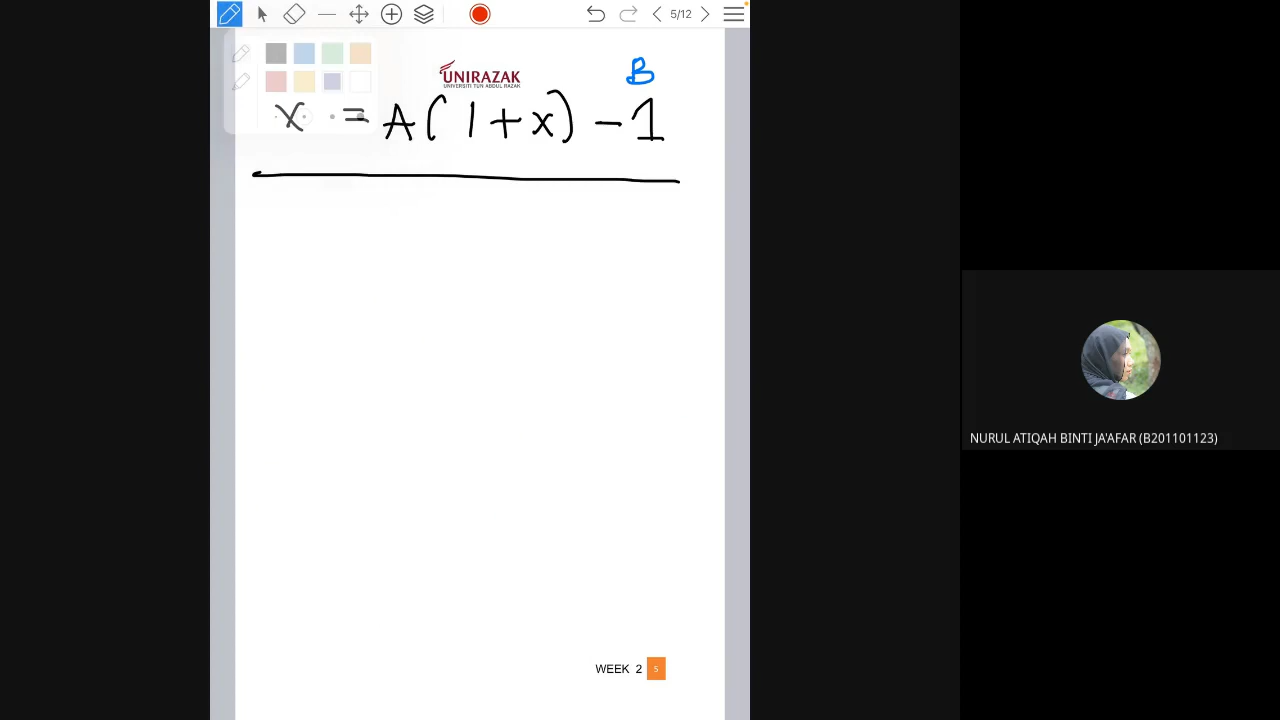 5/12
UNIRAZAK
UNIVERSITI TUN ABDUL RAZAK
B
x = A(1+x) - 1
NURUL ATIQAH BINTI JA'AFAR (B201101123)
WEEK 2 5